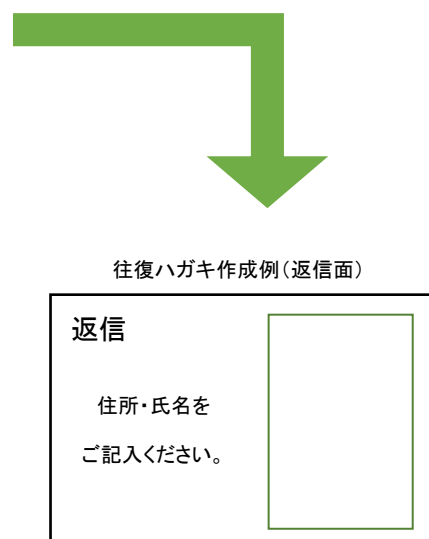 往復ハガキ作成例（返信面）
返信
住所・氏名を
ご記入ください。